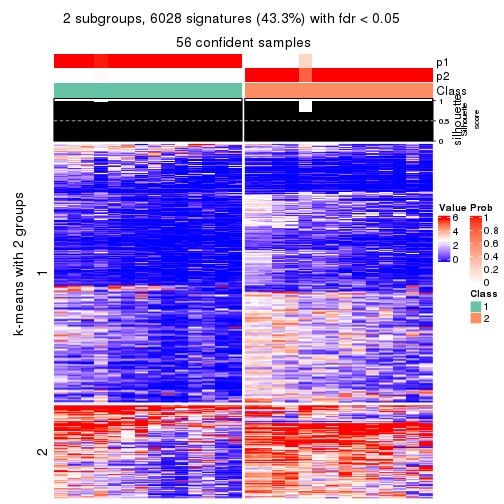 2 subgroups, 6028 signatures (43.3%) with fdr < 0.05
56 confident samples
p1
p2
Class
1
0.5
0
silhouette
Silhouette
score
k-means with 2 groups
1
2
Value
6
4
2
0
Prob
1
0.8
0.6
0.4
0.2
0
Class
1
2